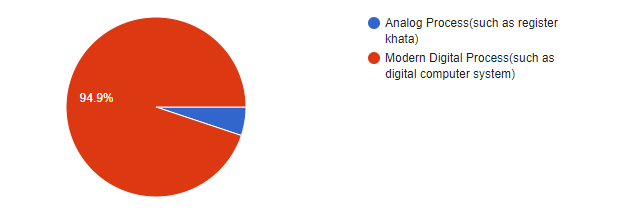 Analog Process(such as register
khata)
Modern Digital Process(such as
digital computer system)
94.9%